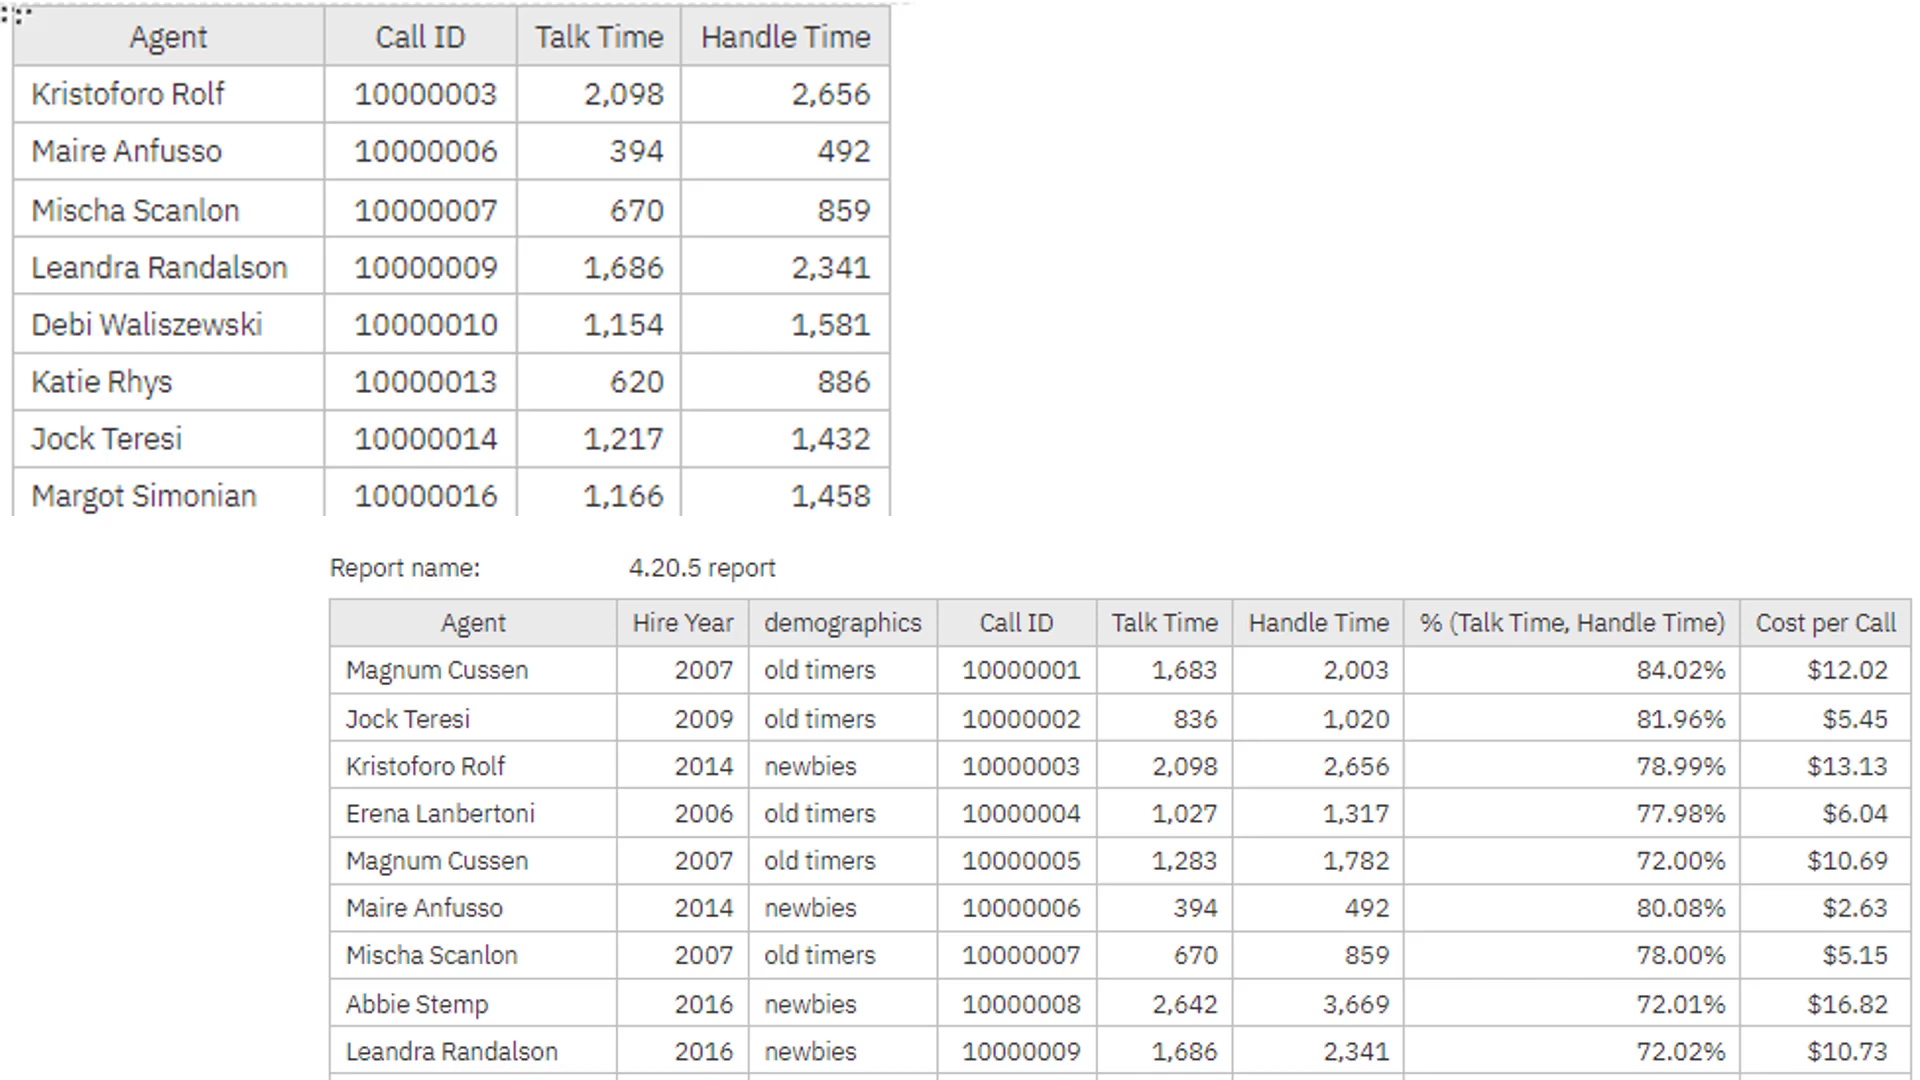 Agent Call ID Talk Time Handle Time
Kristoforo Rolf 10000003 2,098 2,656
Maire Anfusso 10000006 394 492
Mischa Scanlon 10000007 670 859
Leandra Randalson 10000009 1,686 2,341
Debi Waliszewski 10000010 1,154 1,581
Katie Rhys 10000013 620 886
Jock Teresi 10000014 1,217 1,432
Margot Simonian 10000016 1,166 1,458
Report name: 4.20.5 report
Agent Hire Year demographics Call ID Talk Time Handle Time % (Talk Time, Handle Time) Cost per Call
Magnum Cussen 2007 old timers 10000001 1,683 2,003 84.02% $12.02
Jock Teresi 2009 old timers 10000002 836 1,020 81.96% $5.45
Kristoforo Rolf 2014 newbies 10000003 2,098 2,656 78.99% $13.13
Erena Lanbertoni 2006 old timers 10000004 1,027 1,317 77.98% $6.04
Magnum Cussen 2007 old timers 10000005 1,283 1,782 72.00% $10.69
Maire Anfusso 2014 newbies 10000006 394 492 80.08% $2.63
Mischa Scanlon 2007 old timers 10000007 670 859 78.00% $5.15
Abbie Stemp 2016 newbies 10000008 2,642 3,669 72.01% $16.82
Leandra Randalson 2016 newbies 10000009 1,686 2,341 72.02% $10.73